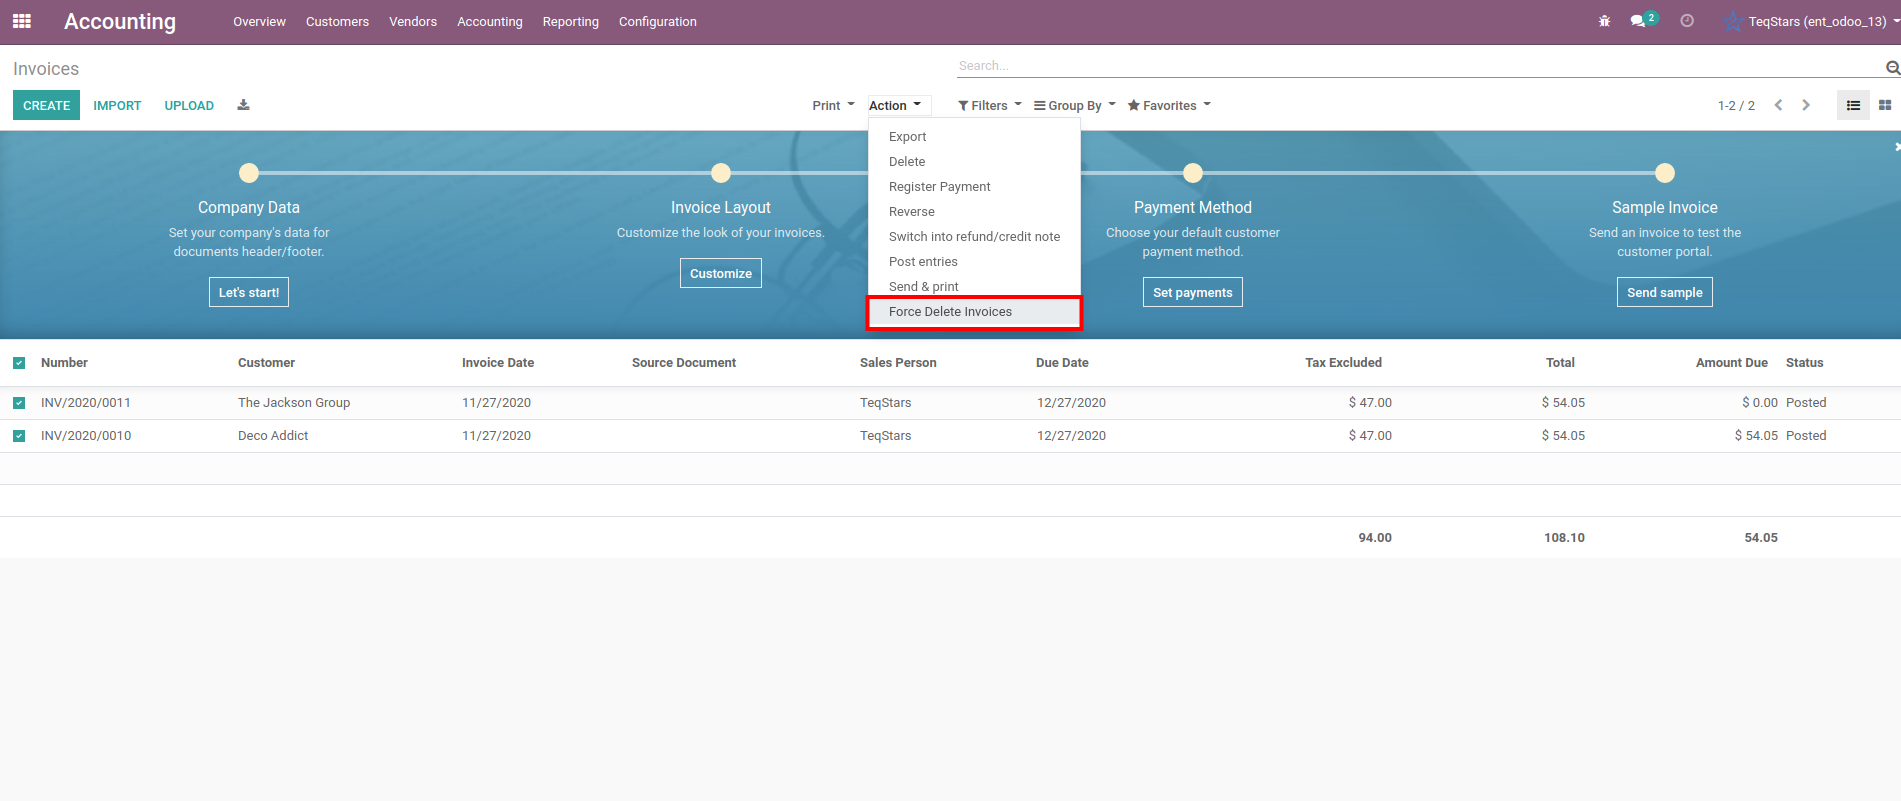 Accounting Overview Customers Vendors Accounting Reporting Configuration 2 TeqStars (ent_odoo_13)
Invoices
Search...
CREATE IMPORT UPLOAD Print Action Filters Group By Favorites 1-2 / 2
Export
Delete
Register Payment
Reverse
Switch into refund/credit note
Post entries
Send & print
Force Delete Invoices
Company Data
Set your company's data for
documents header/footer.
Let's start!
Invoice Layout
Customize the look of your invoices.
Customize
Payment Method
Choose your default customer
payment method.
Set payments
Sample Invoice
Send an invoice to test the
customer portal.
Send sample
Number Customer Invoice Date Source Document Sales Person Due Date Tax Excluded Total Amount Due Status
INV/2020/0011 The Jackson Group 11/27/2020 TeqStars 12/27/2020 $ 47.00 $ 54.05 $ 0.00 Posted
INV/2020/0010 Deco Addict 11/27/2020 TeqStars 12/27/2020 $ 47.00 $ 54.05 $ 54.05 Posted
94.00 108.10 54.05